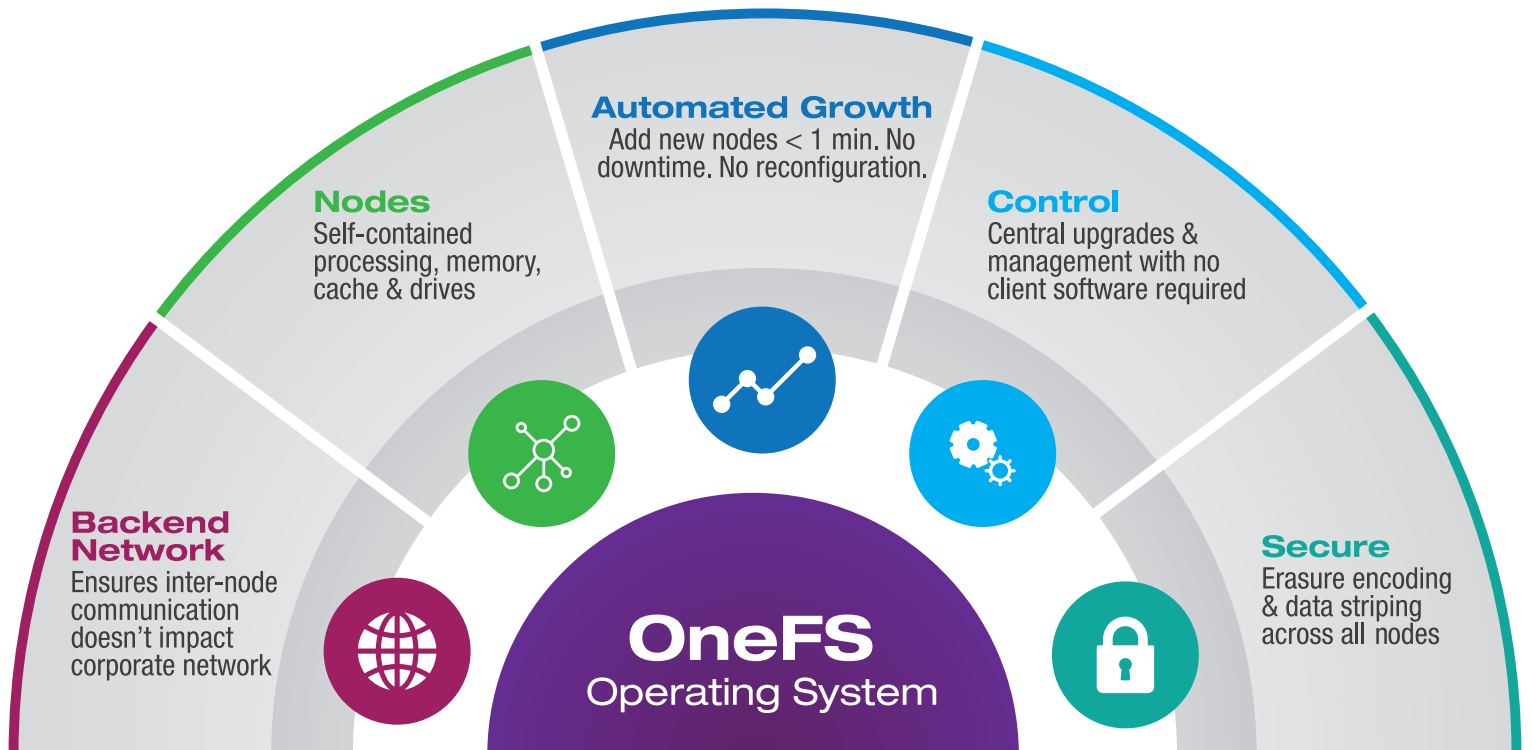 Automated Growth
Add new nodes < 1 min. No
downtime. No reconfiguration.
Nodes
Self-contained
processing, memory,
cache & drives
Control
Central upgrades &
management with no
client software required
Backend
Network
Ensures inter-node
communication
doesn’t impact
corporate network
Secure
Erasure encoding
& data striping
across all nodes
OneFS
Operating System